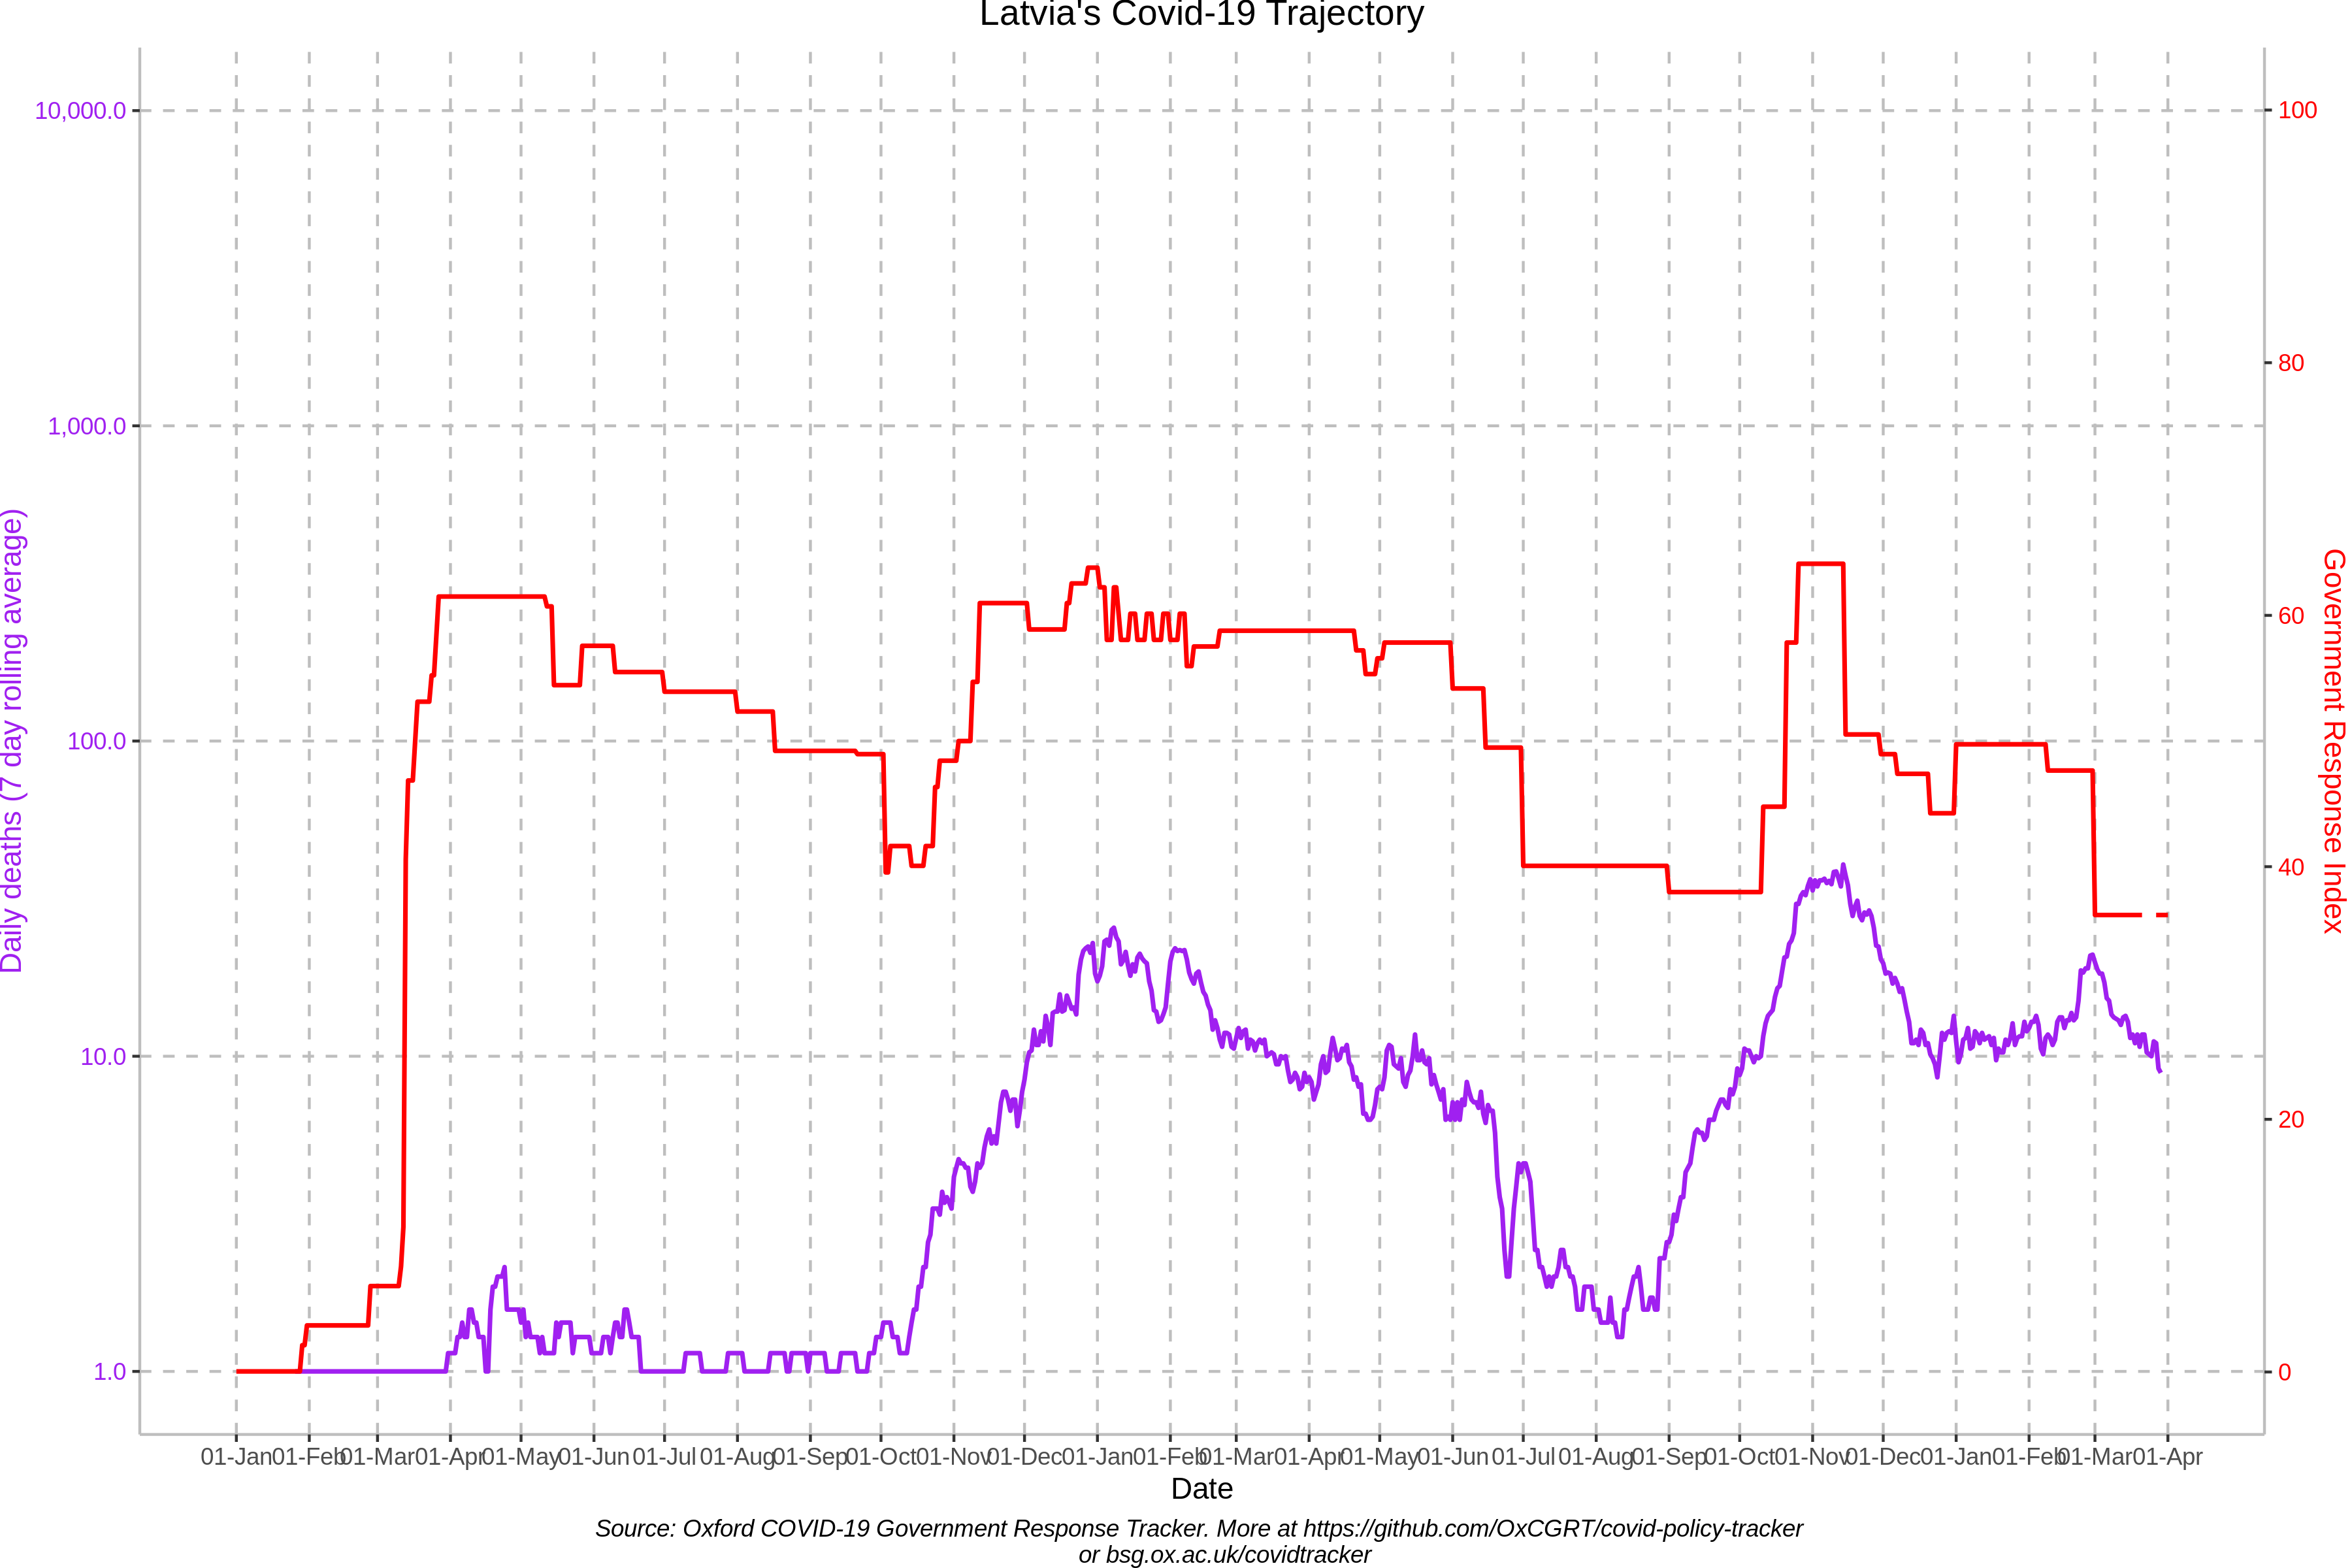 Latvia's Covid-19 Trajectory
10,000.0
1,000.0
100.0
10.0
1.0
Daily deaths (7 day rolling average)
100
80
60
40
20
0
Government Response Index
01-Jan 01-Feb 01-Mar 01-Apr 01-May 01-Jun 01-Jul 01-Aug 01-Sep 01-Oct 01-Nov 01-Dec 01-Jan 01-Feb 01-Mar 01-Apr 01-May 01-Jun 01-Jul 01-Aug 01-Sep 01-Oct 01-Nov 01-Dec 01-Jan 01-Feb 01-Mar 01-Apr
Date
Source: Oxford COVID-19 Government Response Tracker. More at https://github.com/OxCGRT/covid-policy-tracker
or bsg.ox.ac.uk/covidtracker